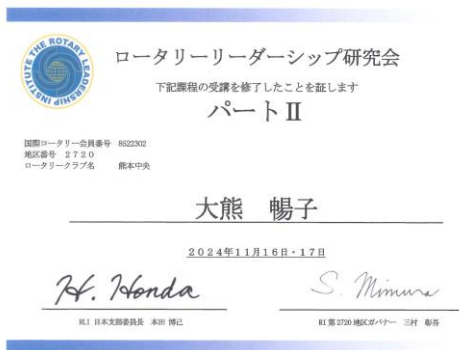 THE ROTARY LEADERSHIP INSTITUTE
ロータリーリーダーシップ研究会
下記課程の受講を修了したことを証します
パートⅡ
国際ロータリー会員番号 8522302
地区番号 2720
ロータリークラブ名 熊本中央
大熊 暢子
2024年11月16日・17日
H. Honda
S. Mimura
RLI 日本支部委員長 本田 博己
RI 第2720地区ガバナー 三村 彰吾